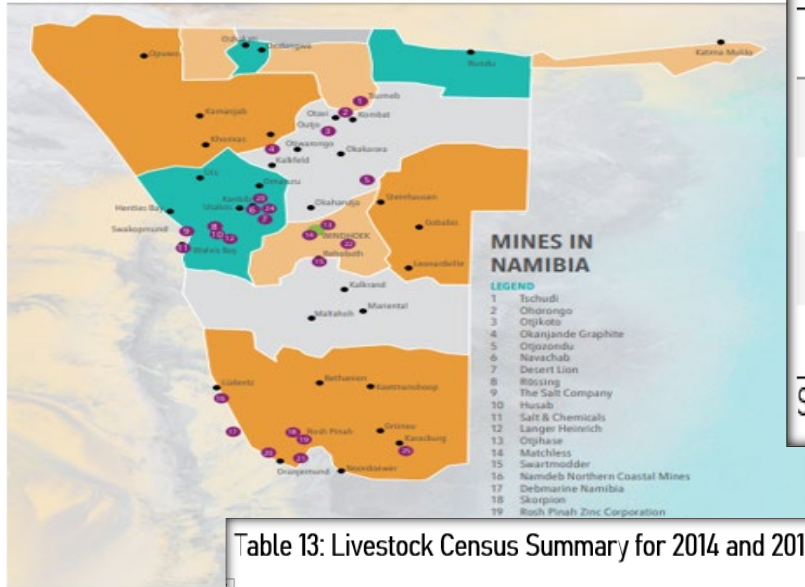 Opuwo
Oshakati
Ondangwa
Rundu
Katima Mulilo
Kamanjab
Khorixas
Tsumeb
Otavi
Kombat
Outjo
Otjiwarongo
Okakarara
Kalkfeld
Uis
Omaruru
Karibib
Usakos
Henties Bay
Swakopmund
Walvis Bay
Okahandja
Steinhausen
Gobabis
WINDHOEK
Rehoboth
Leonardville
Kalkrand
Mariental
Maltahöh
Lüderitz
Bethanien
Keetmanshoop
Rosh Pinah
Grünau
Karasburg
Oranjemund
Noordoewer
MINES IN
NAMIBIA
LEGEND
1 Tschudi
2 Ohorongo
3 Otjikoto
4 Okanjande Graphite
5 Otjozondu
6 Navachab
7 Desert Lion
8 Rössing
9 The Salt Company
10 Husab
11 Salt & Chemicals
12 Langer Heinrich
13 Otjihase
14 Matchless
15 Swartmodder
16 Namdeb Northern Coastal Mines
17 Debmarine Namibia
18 Skorpion
19 Rosh Pinah Zinc Corporation
Table 13: Livestock Census Summary for 2014 and 201